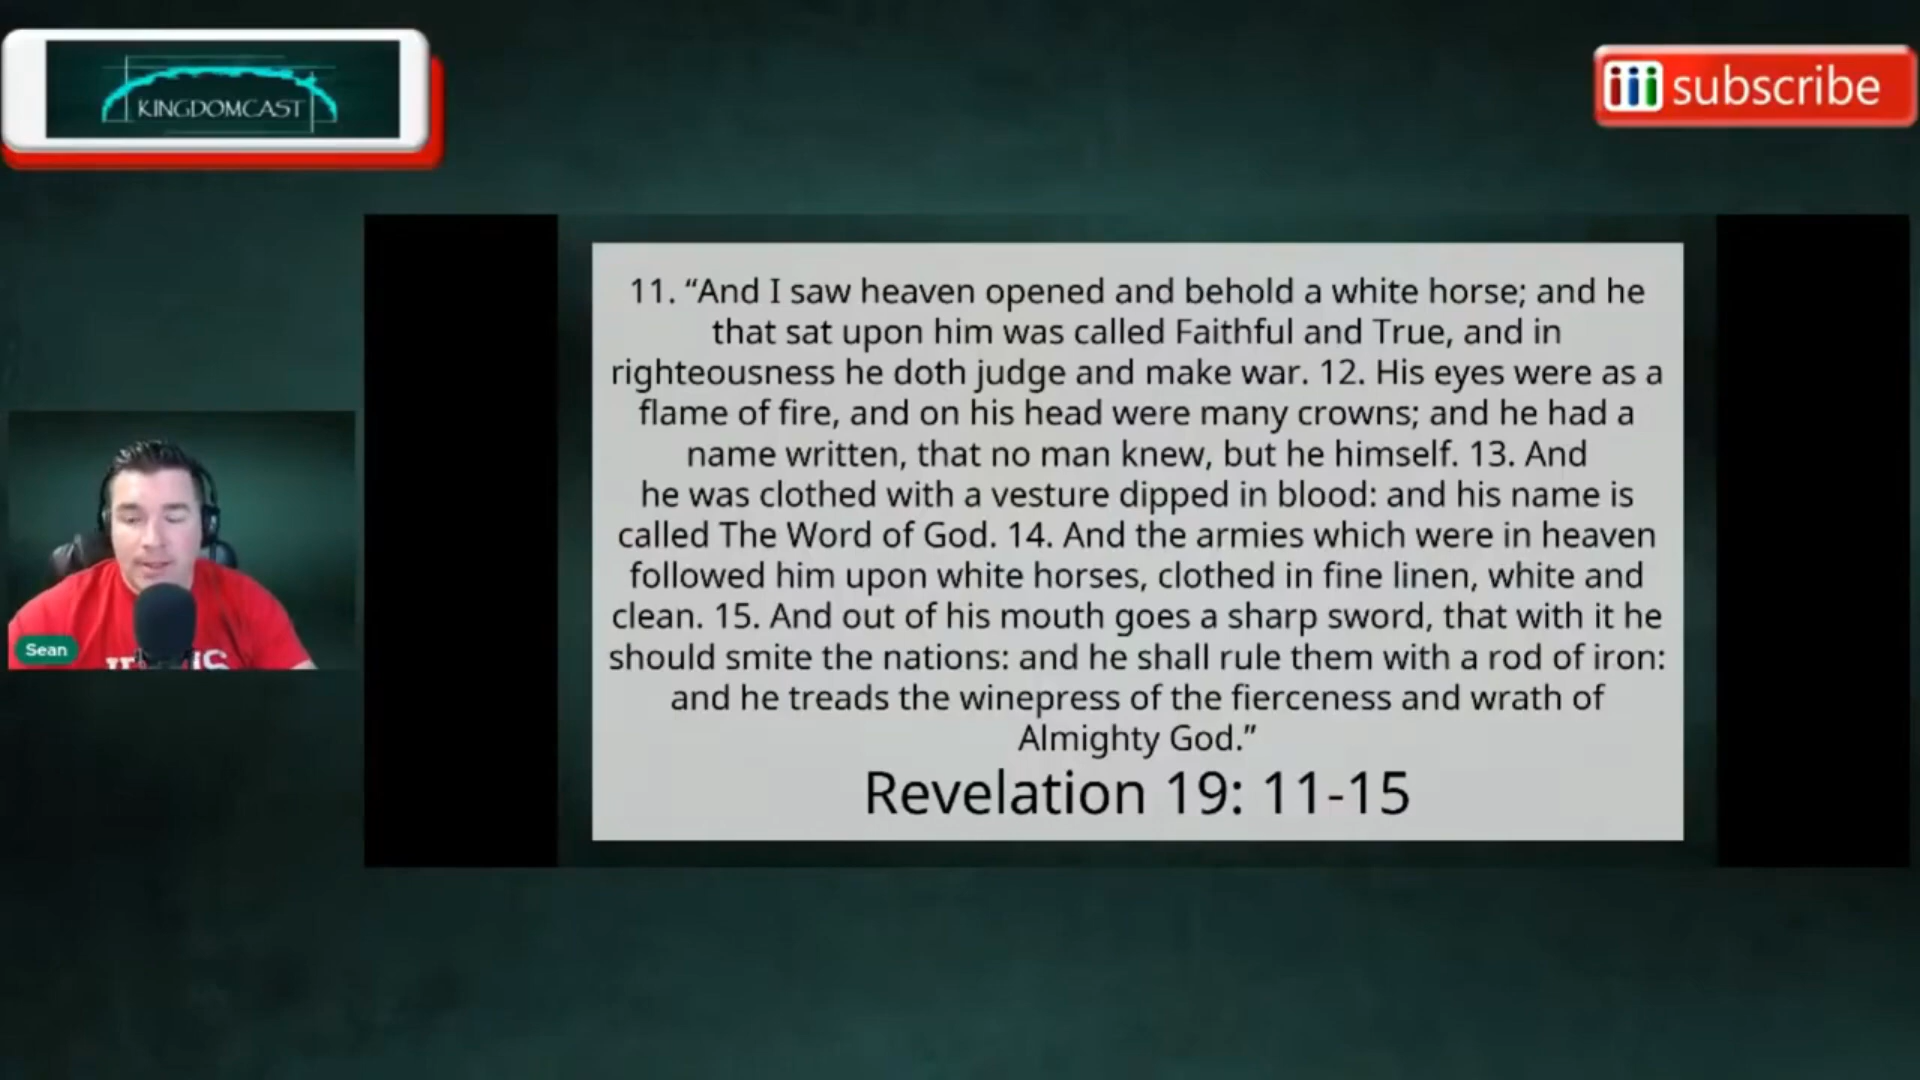 KINGDOMCAST
subscribe
11. “And I saw heaven opened and behold a white horse; and he
that sat upon him was called Faithful and True, and in
righteousness he doth judge and make war. 12. His eyes were as a
flame of fire, and on his head were many crowns; and he had a
name written, that no man knew, but he himself. 13. And
he was clothed with a vesture dipped in blood: and his name is
called The Word of God. 14. And the armies which were in heaven
followed him upon white horses, clothed in fine linen, white and
clean. 15. And out of his mouth goes a sharp sword, that with it he
should smite the nations: and he shall rule them with a rod of iron:
and he treads the winepress of the fierceness and wrath of
Almighty God.”
Revelation 19: 11-15
Sean